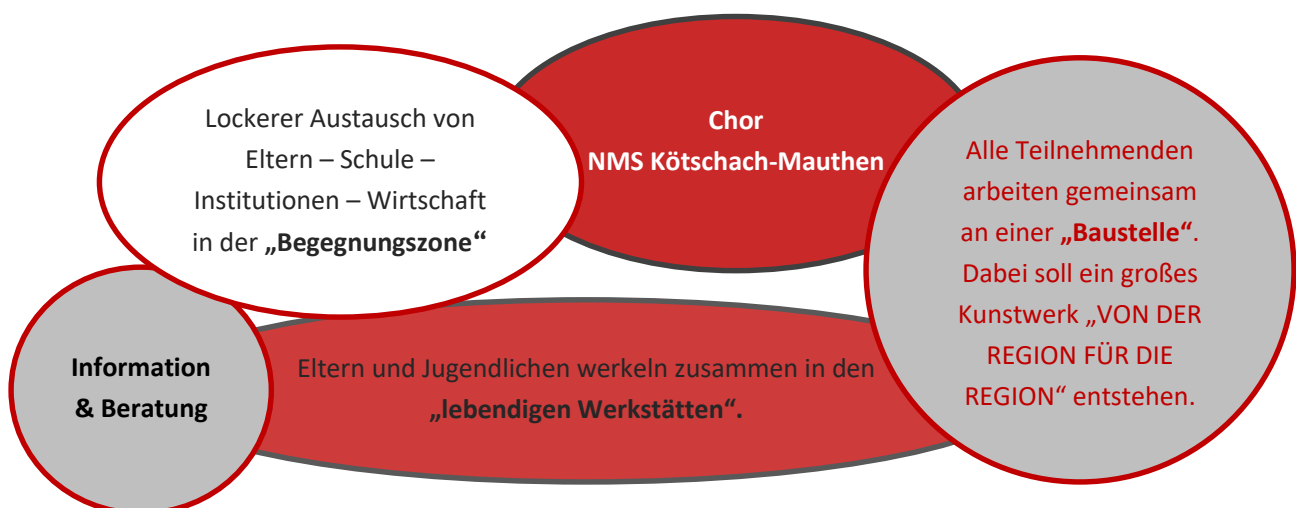 Lockerer Austausch von
Eltern – Schule –
Institutionen – Wirtschaft
in der „Begegnungszone“
Chor
NMS Kötschach-Mauthen
Alle Teilnehmenden
arbeiten gemeinsam
an einer „Baustelle“.
Dabei soll ein großes
Kunstwerk „VON DER
REGION FÜR DIE
REGION“ entstehen.
Information
& Beratung
Eltern und Jugendlichen werkeln zusammen in den
„lebendigen Werkstätten“.